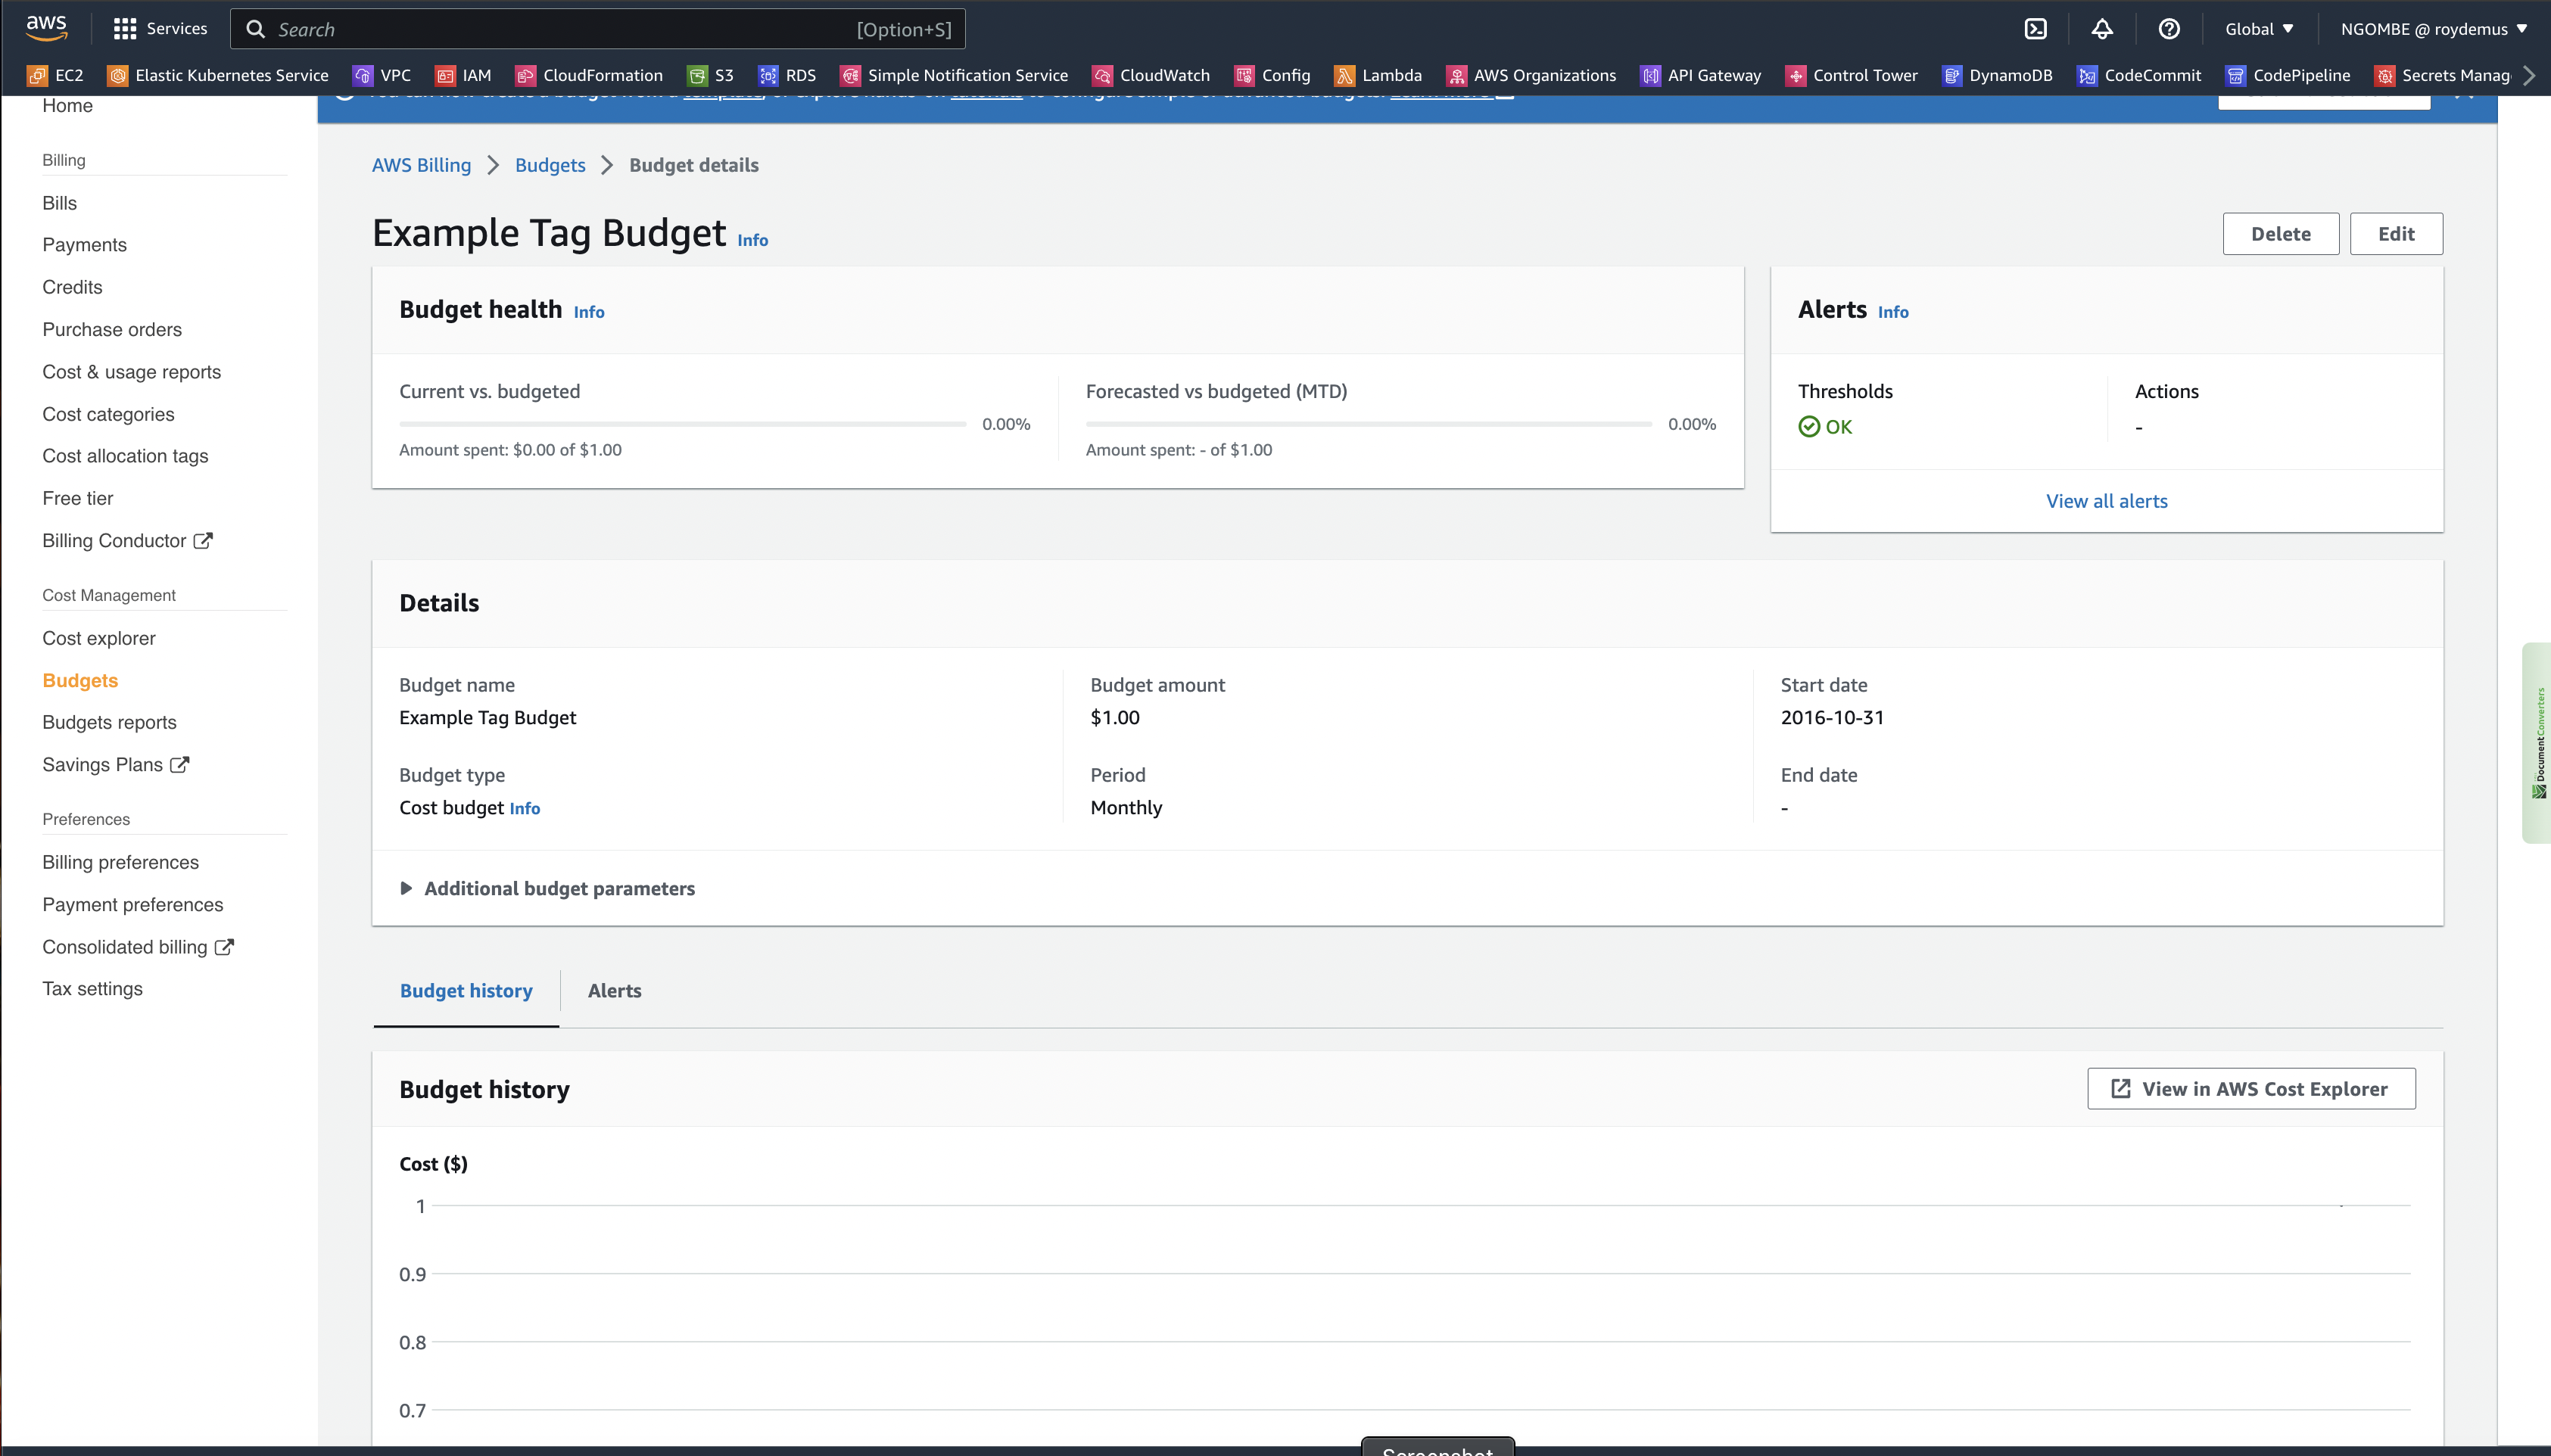 aws
Services
Search
[Option+S]
Global
NGOMBE @ roydemus
EC2
Elastic Kubernetes Service
VPC
IAM
CloudFormation
S3
RDS
Simple Notification Service
CloudWatch
Config
Lambda
AWS Organizations
API Gateway
Control Tower
DynamoDB
CodeCommit
CodePipeline
Secrets Manag
Home
Billing
Bills
Payments
Credits
Purchase orders
Cost & usage reports
Cost categories
Cost allocation tags
Free tier
Billing Conductor
Cost Management
Cost explorer
Budgets
Budgets reports
Savings Plans
Preferences
Billing preferences
Payment preferences
Consolidated billing
Tax settings
AWS Billing
Budgets
Budget details
Example Tag Budget Info
Delete
Edit
Budget health Info
Current vs. budgeted
0.00%
Amount spent: $0.00 of $1.00
Forecasted vs budgeted (MTD)
0.00%
Amount spent: - of $1.00
Alerts Info
Thresholds
OK
Actions
-
View all alerts
Details
Budget name
Example Tag Budget
Budget type
Cost budget Info
Budget amount
$1.00
Period
Monthly
Start date
2016-10-31
End date
-
Additional budget parameters
Budget history
Alerts
Budget history
View in AWS Cost Explorer
Cost ($)
1
0.9
0.8
0.7
DocumentConverters